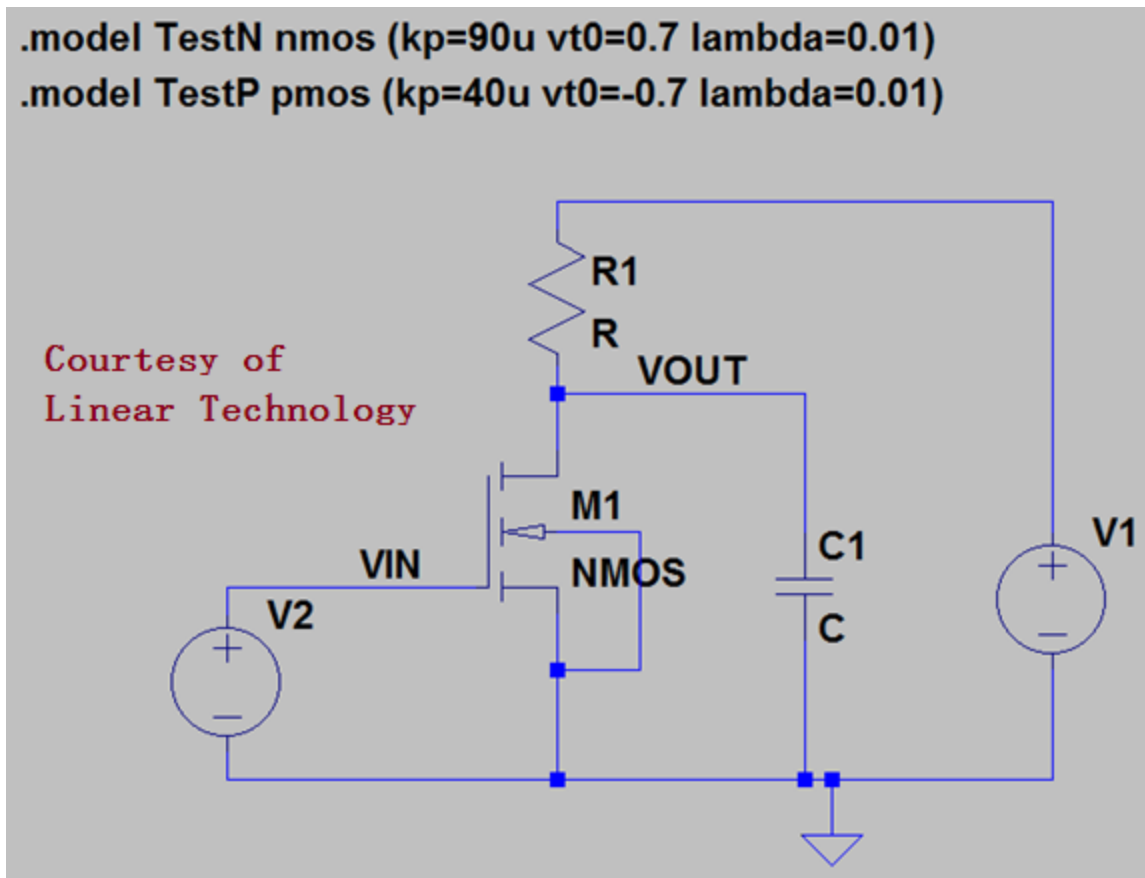 .model TestN nmos (kp=90u vt0=0.7 lambda=0.01)
.model TestP pmos (kp=40u vt0=-0.7 lambda=0.01)
R1
R
Courtesy of
Linear Technology
VOUT
M1
NMOS
VIN
V2
C1
C
V1